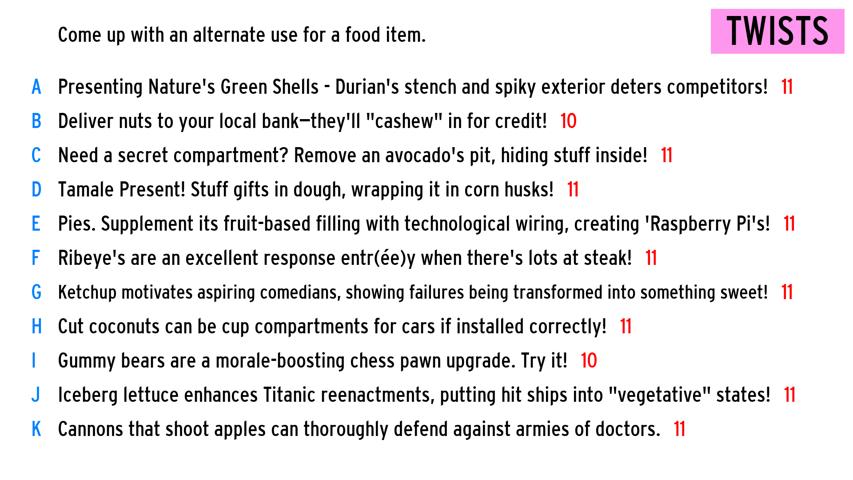 TWISTS
Come up with an alternate use for a food item.
A Presenting Nature's Green Shells - Durian's stench and spiky exterior deters competitors! 11
B Deliver nuts to your local bank—they'll "cashew" in for credit! 10
C Need a secret compartment? Remove an avocado's pit, hiding stuff inside! 11
D Tamale Present! Stuff gifts in dough, wrapping it in corn husks! 11
E Pies. Supplement its fruit-based filling with technological wiring, creating 'Raspberry Pi's! 11
F Ribeye's are an excellent response entr(ée)y when there's lots at steak! 11
G Ketchup motivates aspiring comedians, showing failures being transformed into something sweet! 11
H Cut coconuts can be cup compartments for cars if installed correctly! 11
I Gummy bears are a morale-boosting chess pawn upgrade. Try it! 10
J Iceberg lettuce enhances Titanic reenactments, putting hit ships into "vegetative" states! 11
K Cannons that shoot apples can thoroughly defend against armies of doctors. 11